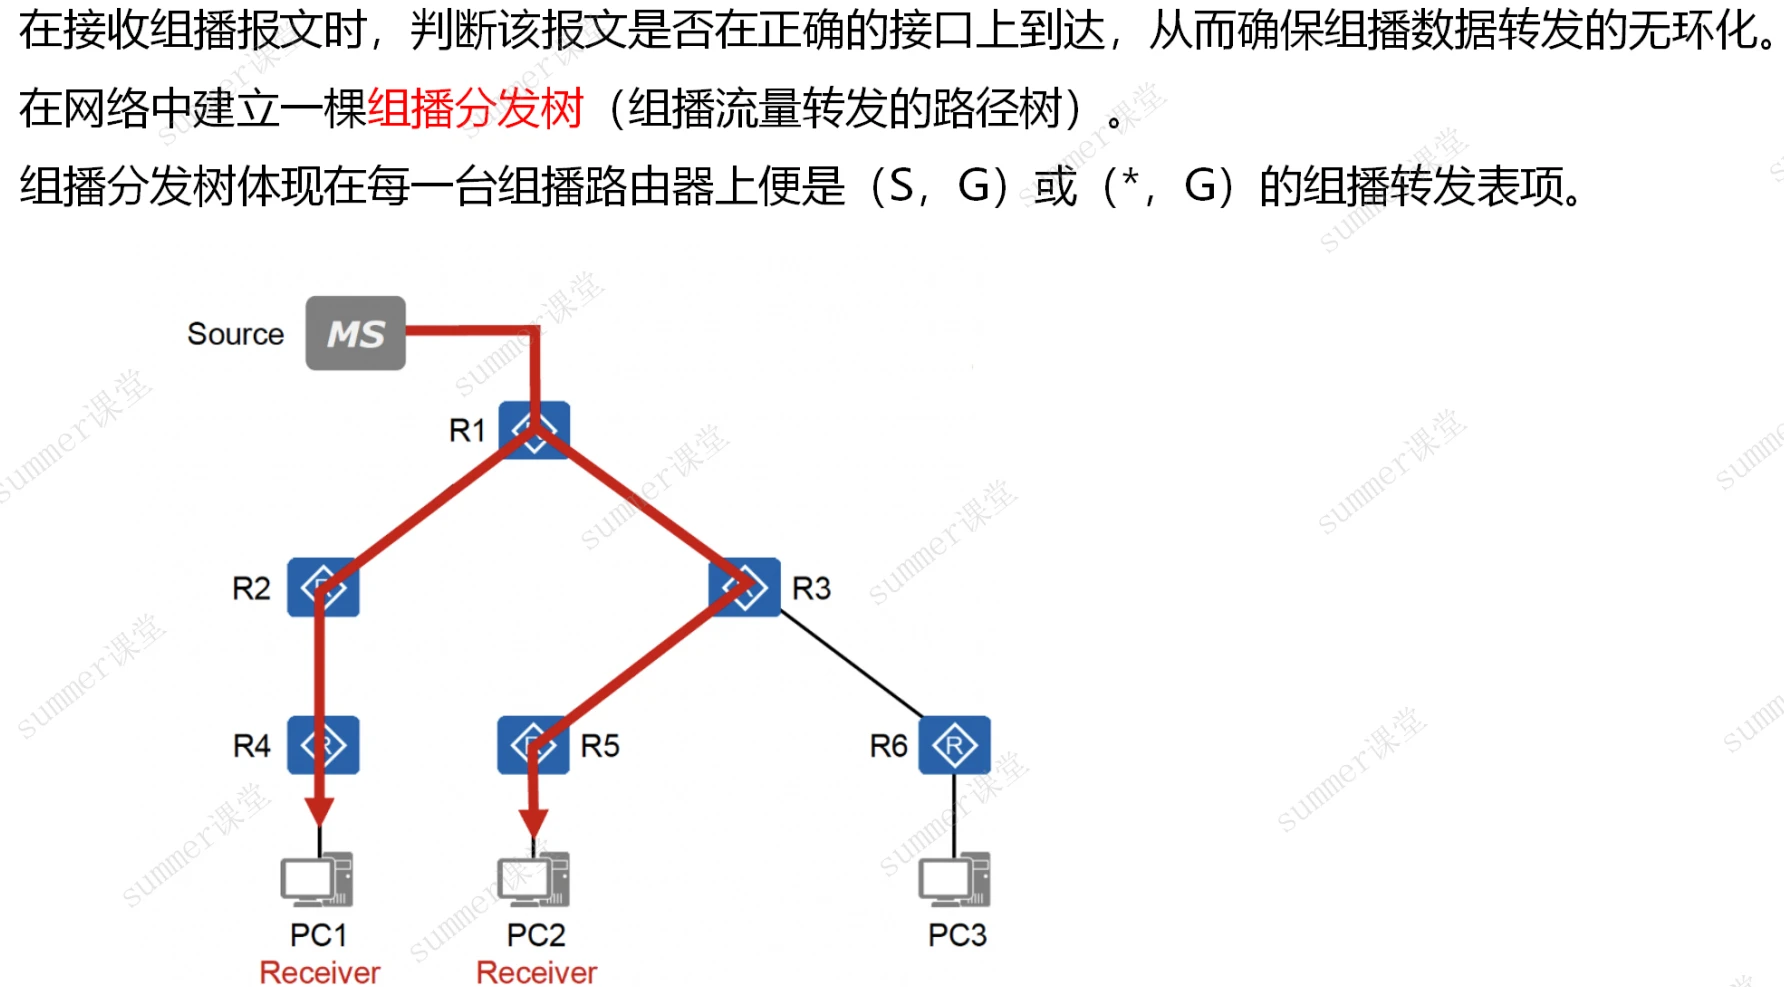 在接收组播报文时，判断该报文是否在正确的接口上到达，从而确保组播数据转发的无环化。
在网络中建立一棵组播分发树（组播流量转发的路径树）。
组播分发树体现在每一台组播路由器上便是（S，G）或（*，G）的组播转发表项。
Source
MS
R1
R2
R3
R4
R5
R6
R
PC1
PC2
PC3
Receiver
Receiver
summer课堂